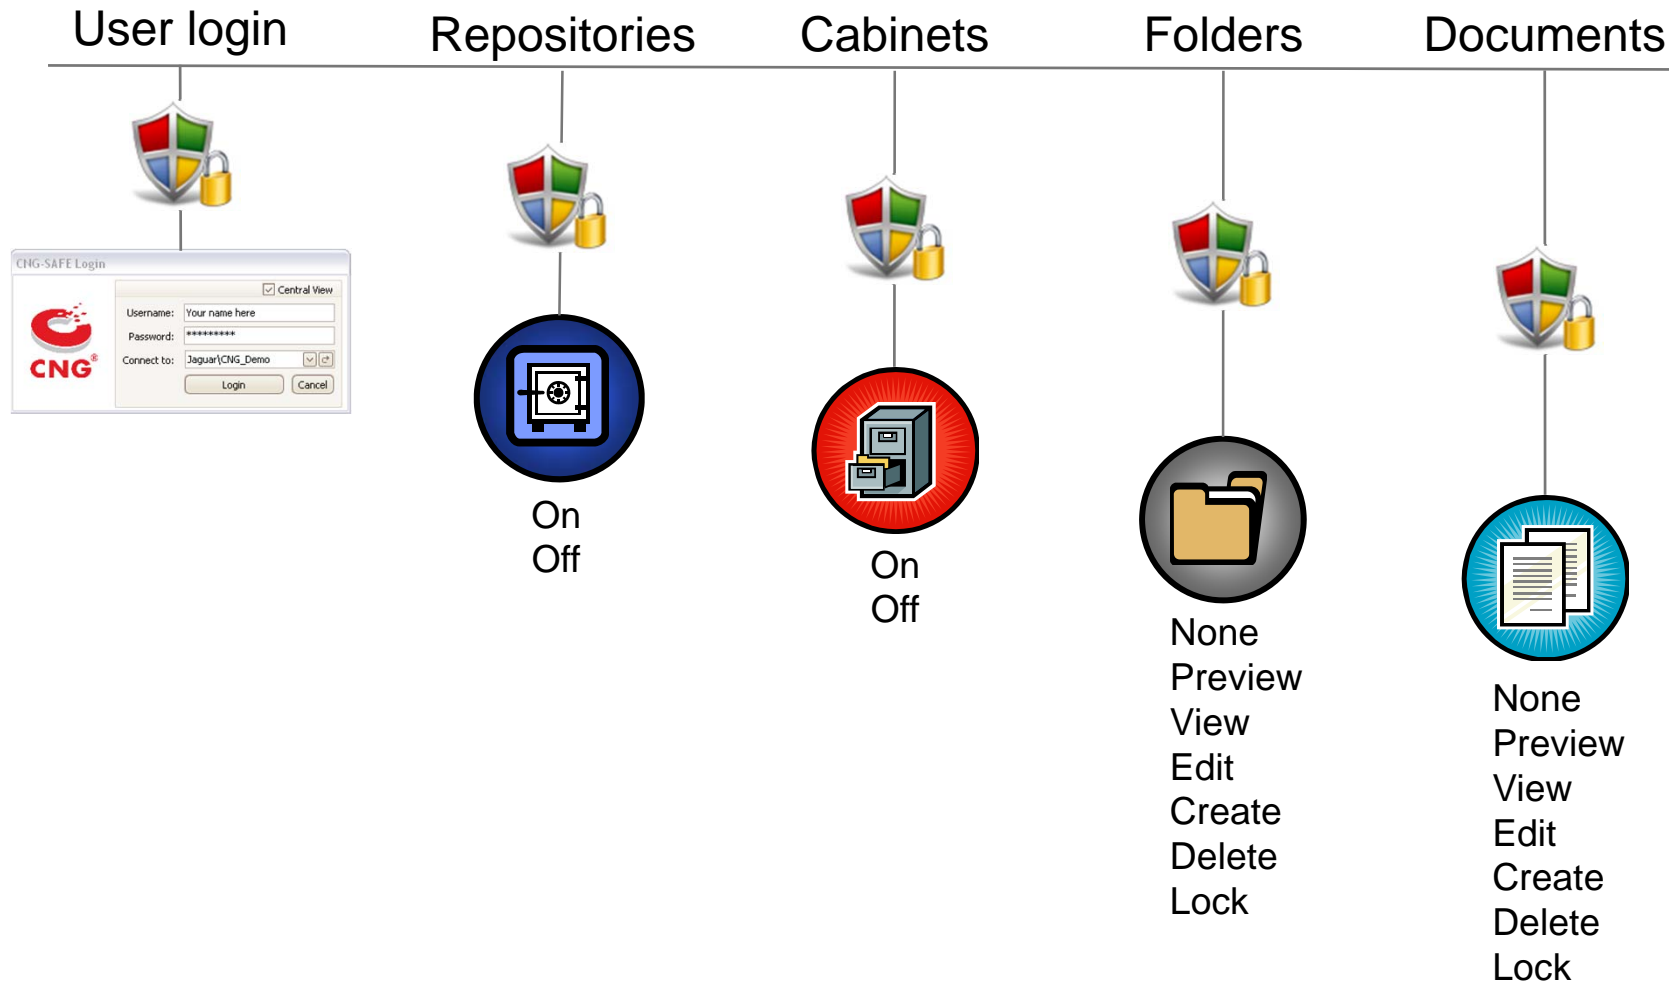 User login
Repositories
Cabinets
Folders
Documents
CNG-SAFE Login
Central View
Username: Your name here
Password: *********
Connect to: Jaguar\CNG_Demo
Login Cancel
CNG®
On
Off
On
Off
None
Preview
View
Edit
Create
Delete
Lock
None
Preview
View
Edit
Create
Delete
Lock